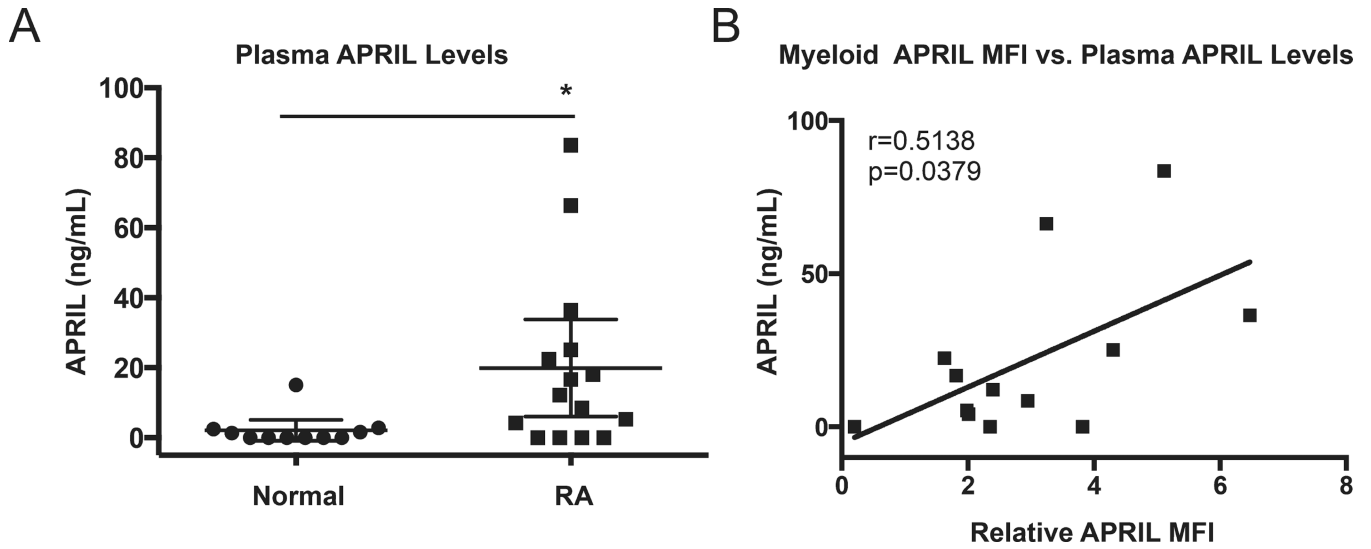 A
Plasma APRIL Levels
*
APRIL (ng/mL)
100
80
60
40
20
0
Normal
RA
B
Myeloid  APRIL MFI vs. Plasma APRIL Levels
r=0.5138
p=0.0379
APRIL (ng/mL)
100
50
0
0
2
4
6
8
Relative APRIL MFI